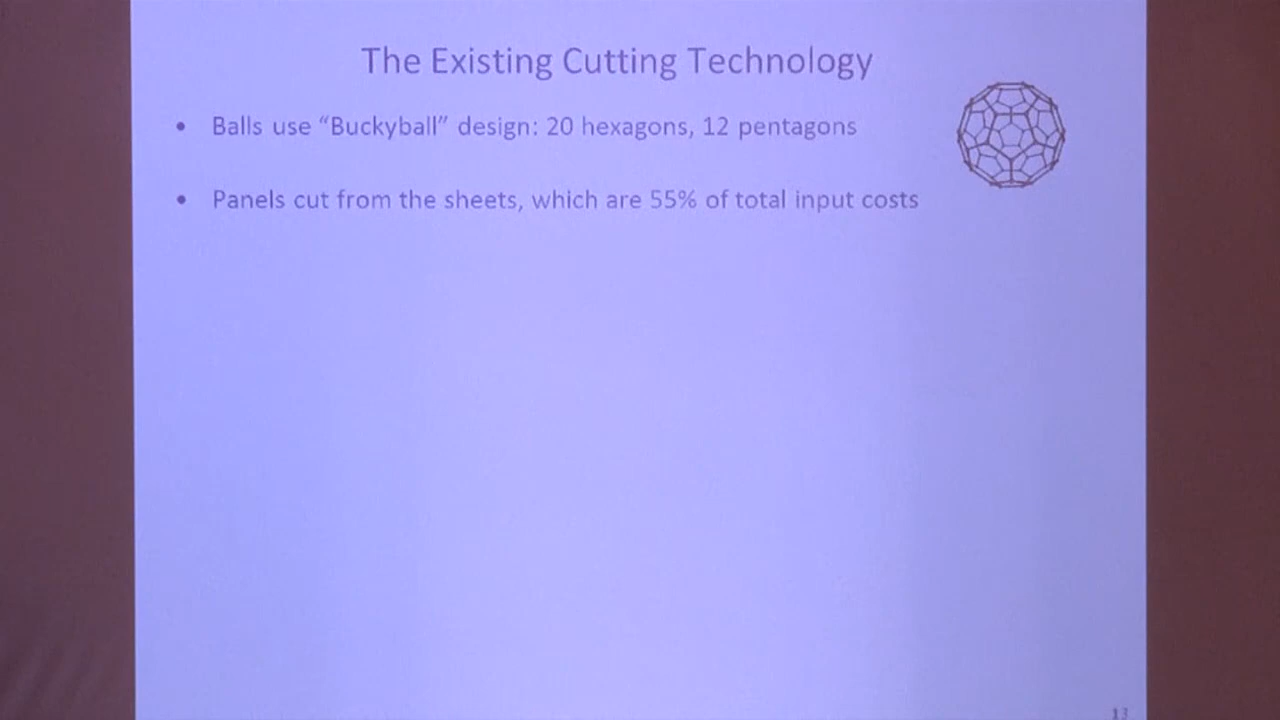 The Existing Cutting Technology
• Balls use “Buckyball” design: 20 hexagons, 12 pentagons
• Panels cut from the sheets, which are 55% of total input costs
13